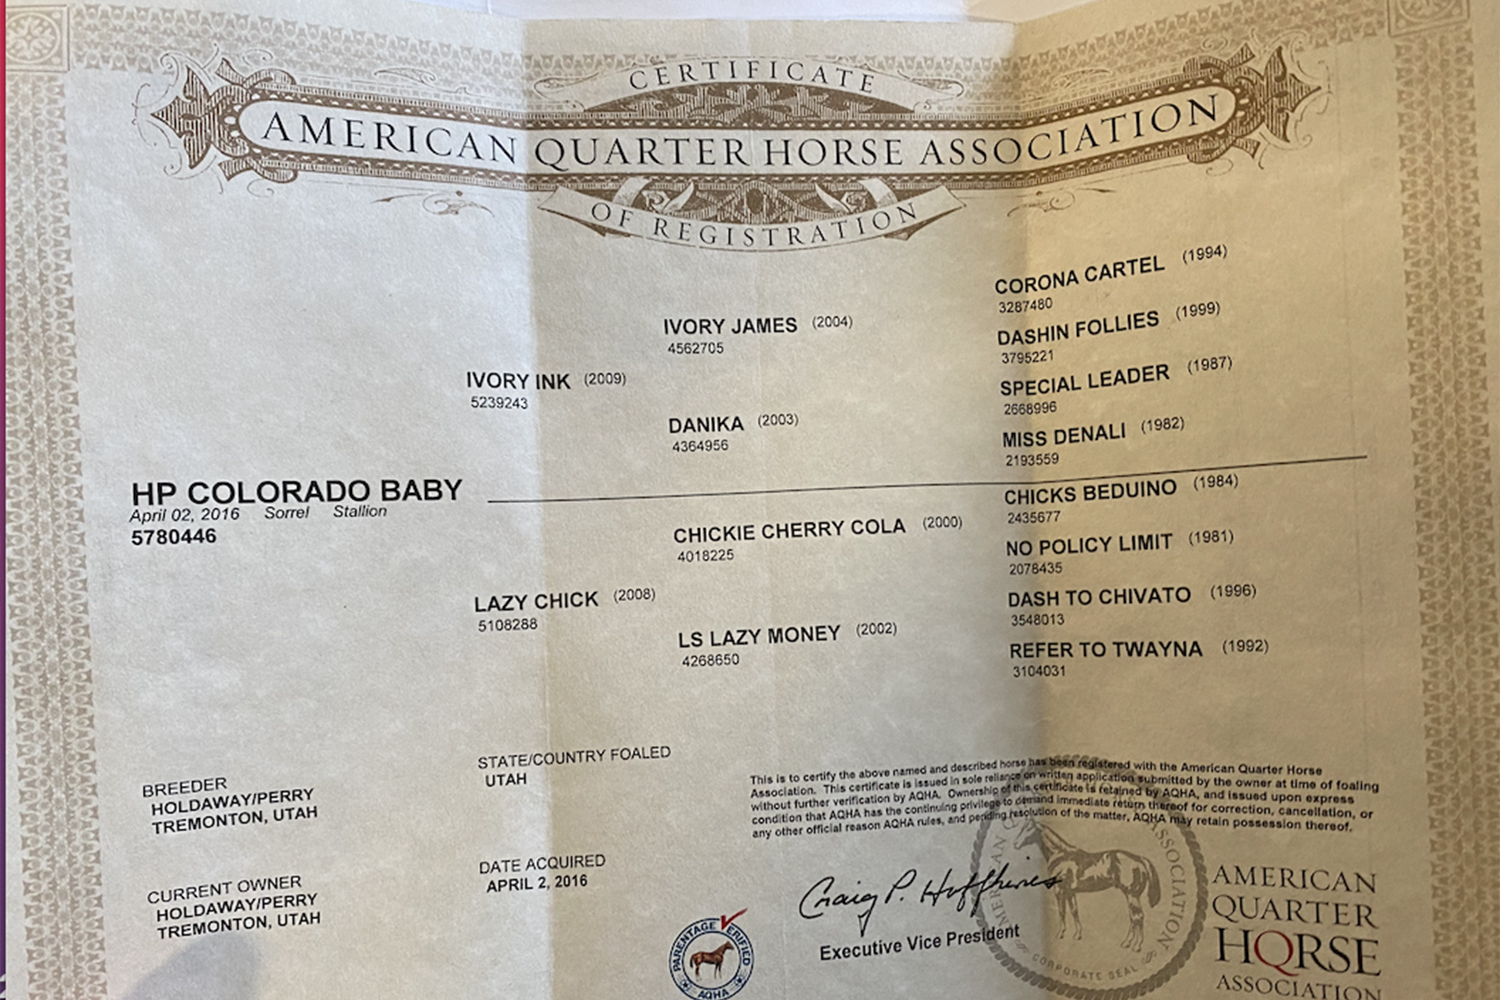 CERTIFICATE
AMERICAN QUARTER HORSE ASSOCIATION
OF REGISTRATION
CORONA CARTEL (1994)
3287480
DASHIN FOLLIES (1999)
3795221
IVORY JAMES (2004)
4562705
SPECIAL LEADER (1987)
2668996
IVORY INK (2009)
5239243
DANIKA (2003)
4364956
MISS DENALI (1982)
2193559
HP COLORADO BABY
April 02, 2016 Sorrel Stallion
5780446
CHICKS BEDUINO (1984)
2435677
CHICKIE CHERRY COLA (2000)
4018225
NO POLICY LIMIT (1981)
2078435
LAZY CHICK (2008)
5108288
DASH TO CHIVATO (1996)
3548013
LS LAZY MONEY (2002)
4268650
REFER TO TWAYNA (1992)
3104031
BREEDER
HOLDAWAY/PERRY
TREMONTON, UTAH
STATE/COUNTRY FOALED
UTAH
CURRENT OWNER
HOLDAWAY/PERRY
TREMONTON, UTAH
DATE ACQUIRED
APRIL 2, 2016
This is to certify the above named and described horse has been registered with the American Quarter Horse
Association. This certificate is issued in sole reliance on written application submitted by the owner at time of foaling
without further verification by AQHA. Ownership of this certificate is retained by AQHA, and issued upon express
condition that AQHA has the continuing privilege to demand immediate return thereof for correction, cancellation, or
any other official reason AQHA rules, and pending resolution of the matter, AQHA may retain possession thereof.
Craig P. Huffhines
Executive Vice President
PARENTAGE VERIFIED
AQHA
AMERICAN ASSOCIATION
CORPORATE SEAL
AMERICAN
QUARTER
HORSE
ASSOCIATION